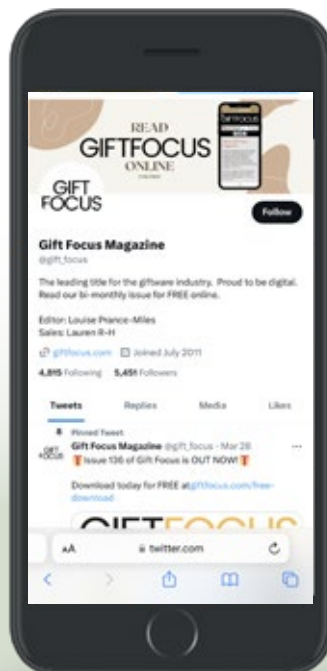 READ
GIFTFOCUS
ONLINE
GIFTFOCUS
GIFT
FOCUS
Follow
Gift Focus Magazine
@gift_focus
The leading title for the giftware industry. Proud to be digital.
Read our bi-monthly issue for FREE online.
Editor: Louise Prance-Miles
Sales: Lauren R-H
giftfocus.com Joined July 2011
4,815 Following 5,451 Followers
Tweets Replies Media Likes
Pinned Tweet
GIFT
FOCUS
Gift Focus Magazine @gift_focus · Mar 28 ...
Issue 136 of Gift Focus is OUT NOW!
Download today for FREE at giftfocus.com/free-
download
GIFTFOCUS
AA twitter.com